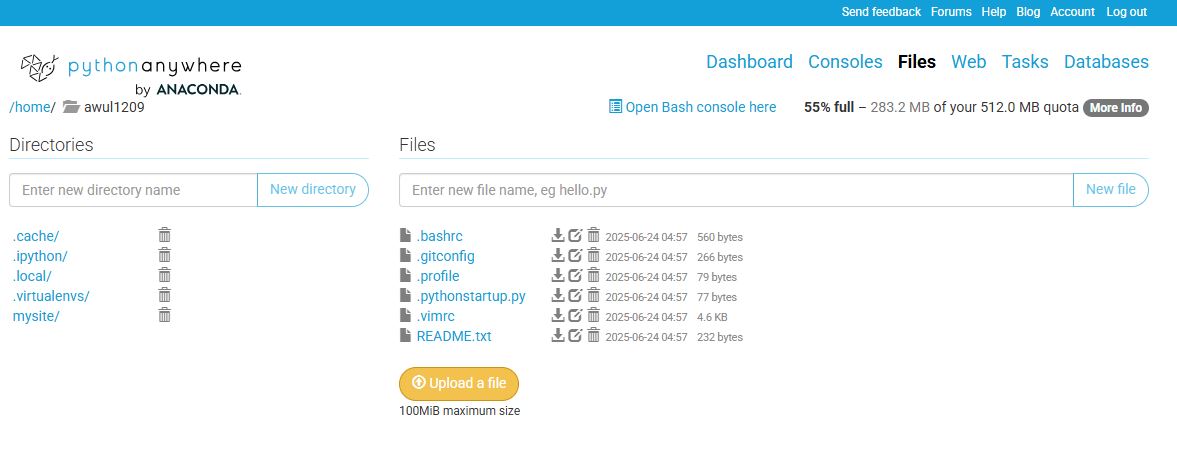 Send feedback Forums Help Blog Account Log out
pythonanywhere
by ANACONDA.
Dashboard Consoles Files Web Tasks Databases
/home/ awul1209
Open Bash console here 55% full – 283.2 MB of your 512.0 MB quota More Info
Directories
Enter new directory name New directory
.cache/
.ipython/
.local/
.virtualenvs/
mysite/
Files
Enter new file name, eg hello.py New file
.bashrc 2025-06-24 04:57 560 bytes
.gitconfig 2025-06-24 04:57 266 bytes
.profile 2025-06-24 04:57 79 bytes
.pythonstartup.py 2025-06-24 04:57 77 bytes
.vimrc 2025-06-24 04:57 4.6 KB
README.txt 2025-06-24 04:57 232 bytes
Upload a file
100MiB maximum size